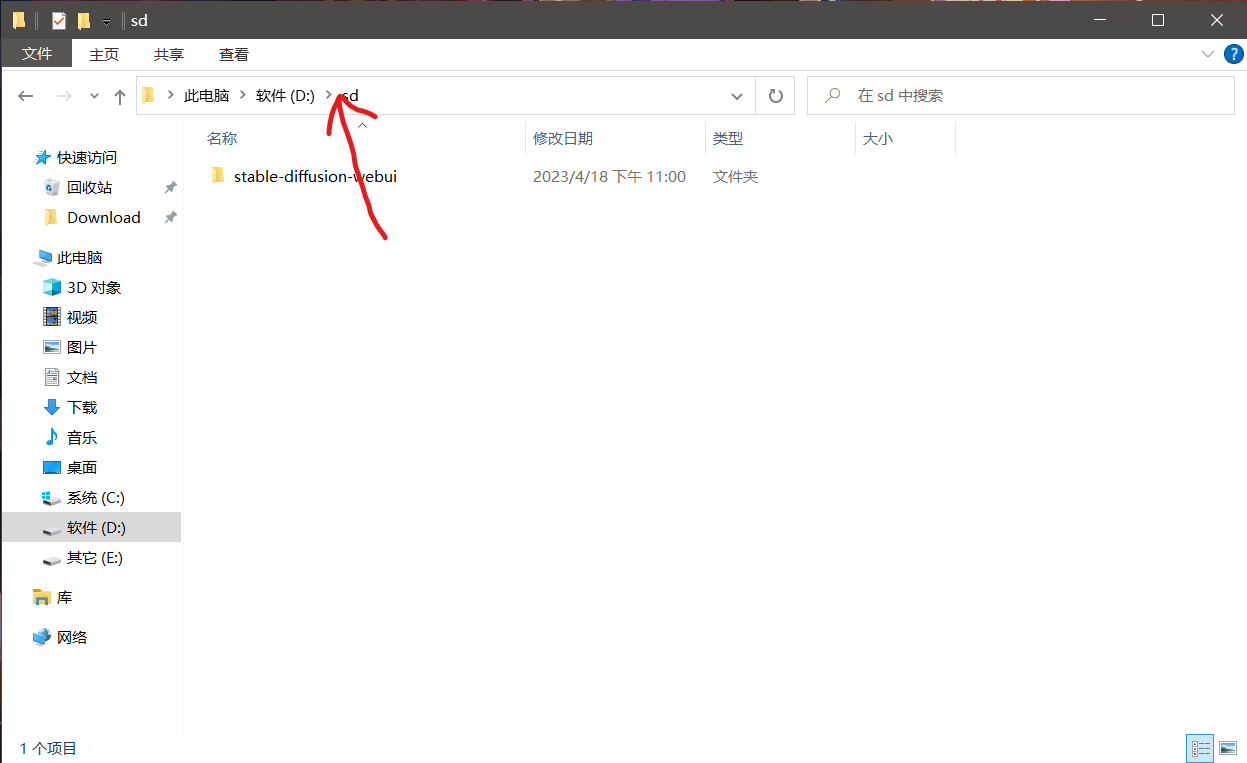 sd
文件 主页 共享 查看
此电脑 软件 (D:) sd 在 sd 中搜索
名称 修改日期 类型 大小
stable-diffusion-webui 2023/4/18 下午 11:00 文件夹
快速访问
回收站
Download
此电脑
3D 对象
视频
图片
文档
下载
音乐
桌面
系统 (C:)
软件 (D:)
其它 (E:)
库
网络
1 个项目